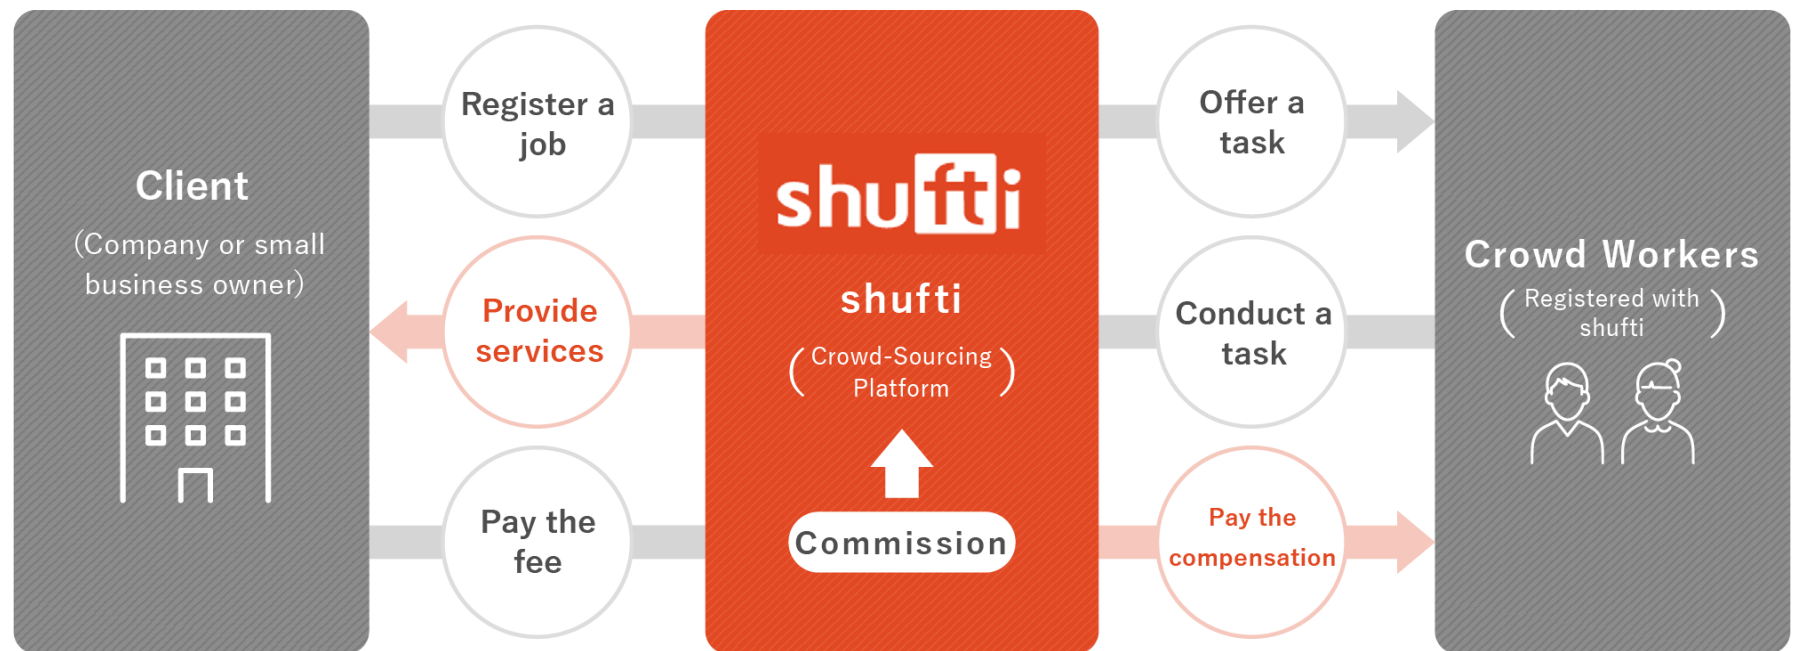 Client
(Company or small
business owner)
Register a
job
Provide
services
Pay the
fee
shufti
shufti
(Crowd-Sourcing
Platform)
Commission
Offer a
task
Conduct a
task
Pay the
compensation
Crowd Workers
(Registered with
shufti)